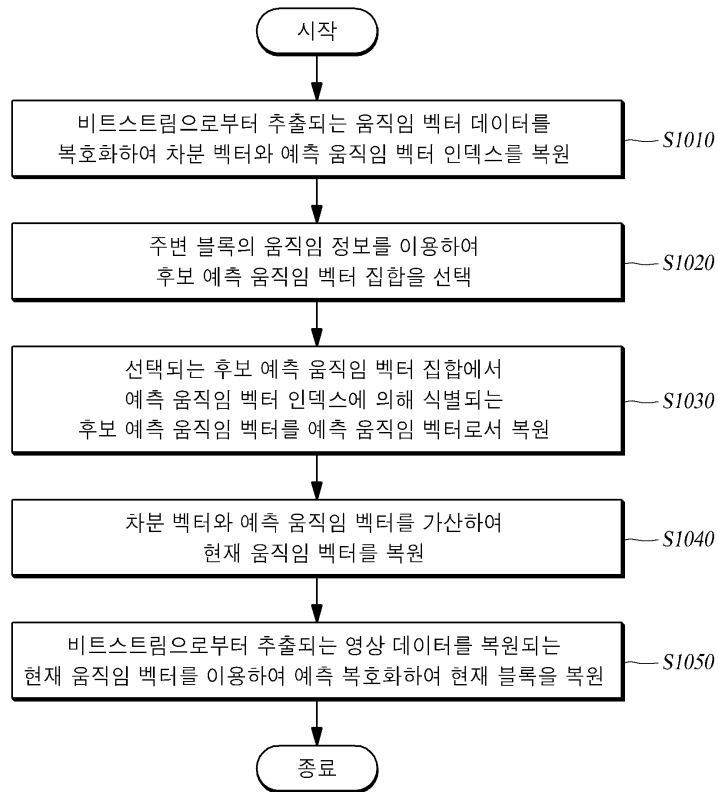 시작
비트스트림으로부터 추출되는 움직임 벡터 데이터를
복호화하여 차분 벡터와 예측 움직임 벡터 인덱스를 복원
S1010
주변 블록의 움직임 정보를 이용하여
후보 예측 움직임 벡터 집합을 선택
S1020
선택되는 후보 예측 움직임 벡터 집합에서
예측 움직임 벡터 인덱스에 의해 식별되는
후보 예측 움직임 벡터를 예측 움직임 벡터로서 복원
S1030
차분 벡터와 예측 움직임 벡터를 가산하여
현재 움직임 벡터를 복원
S1040
비트스트림으로부터 추출되는 영상 데이터를 복원되는
현재 움직임 벡터를 이용하여 예측 복호화하여 현재 블록을 복원
S1050
종료